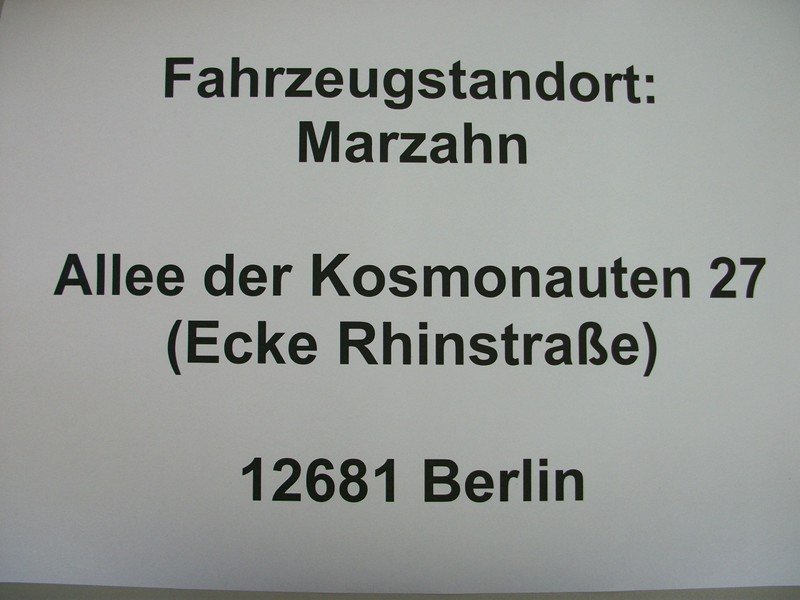 Fahrzeugstandort:
Marzahn
Allee der Kosmonauten 27
(Ecke Rhinstraße)
12681 Berlin